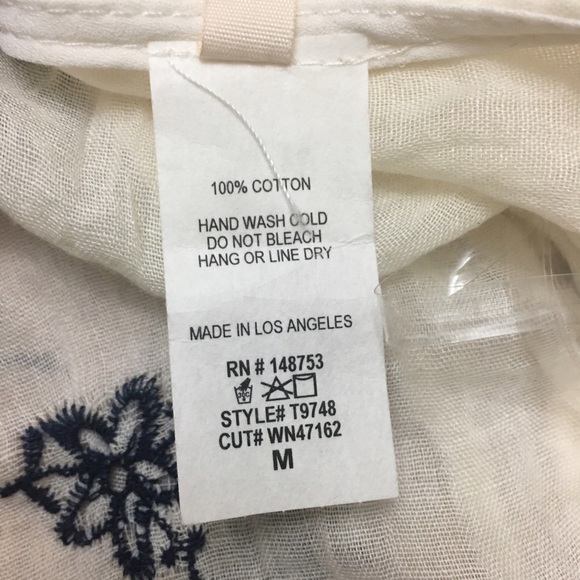 100% COTTON
HAND WASH COLD
DO NOT BLEACH
HANG OR LINE DRY
MADE IN LOS ANGELES
RN # 148753
STYLE# T9748
CUT# WN47162
M